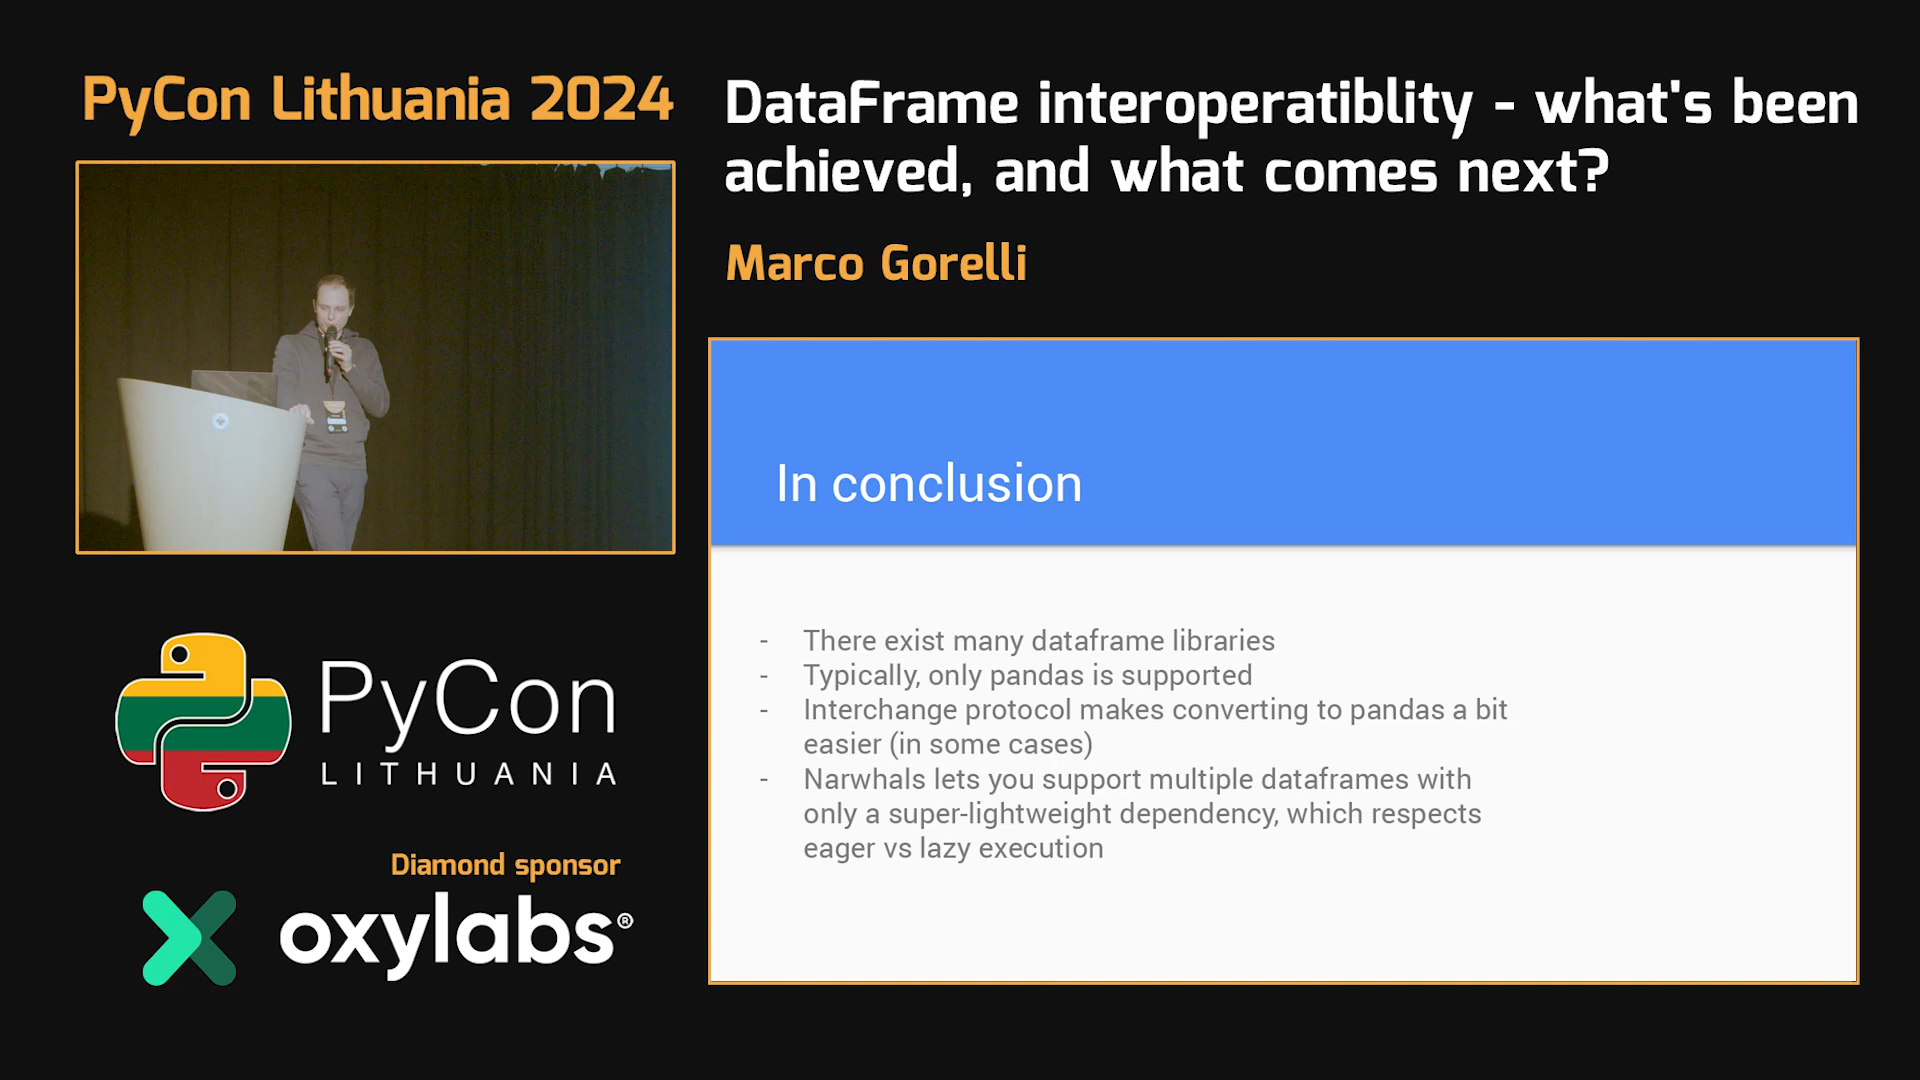 PyCon Lithuania 2024
DataFrame interoperatiblity - what's been
achieved, and what comes next?
Marco Gorelli
In conclusion
- There exist many dataframe libraries
- Typically, only pandas is supported
- Interchange protocol makes converting to pandas a bit
easier (in some cases)
- Narwhals lets you support multiple dataframes with
only a super-lightweight dependency, which respects
eager vs lazy execution
PyCon
LITHUANIA
Diamond sponsor
oxylabs®